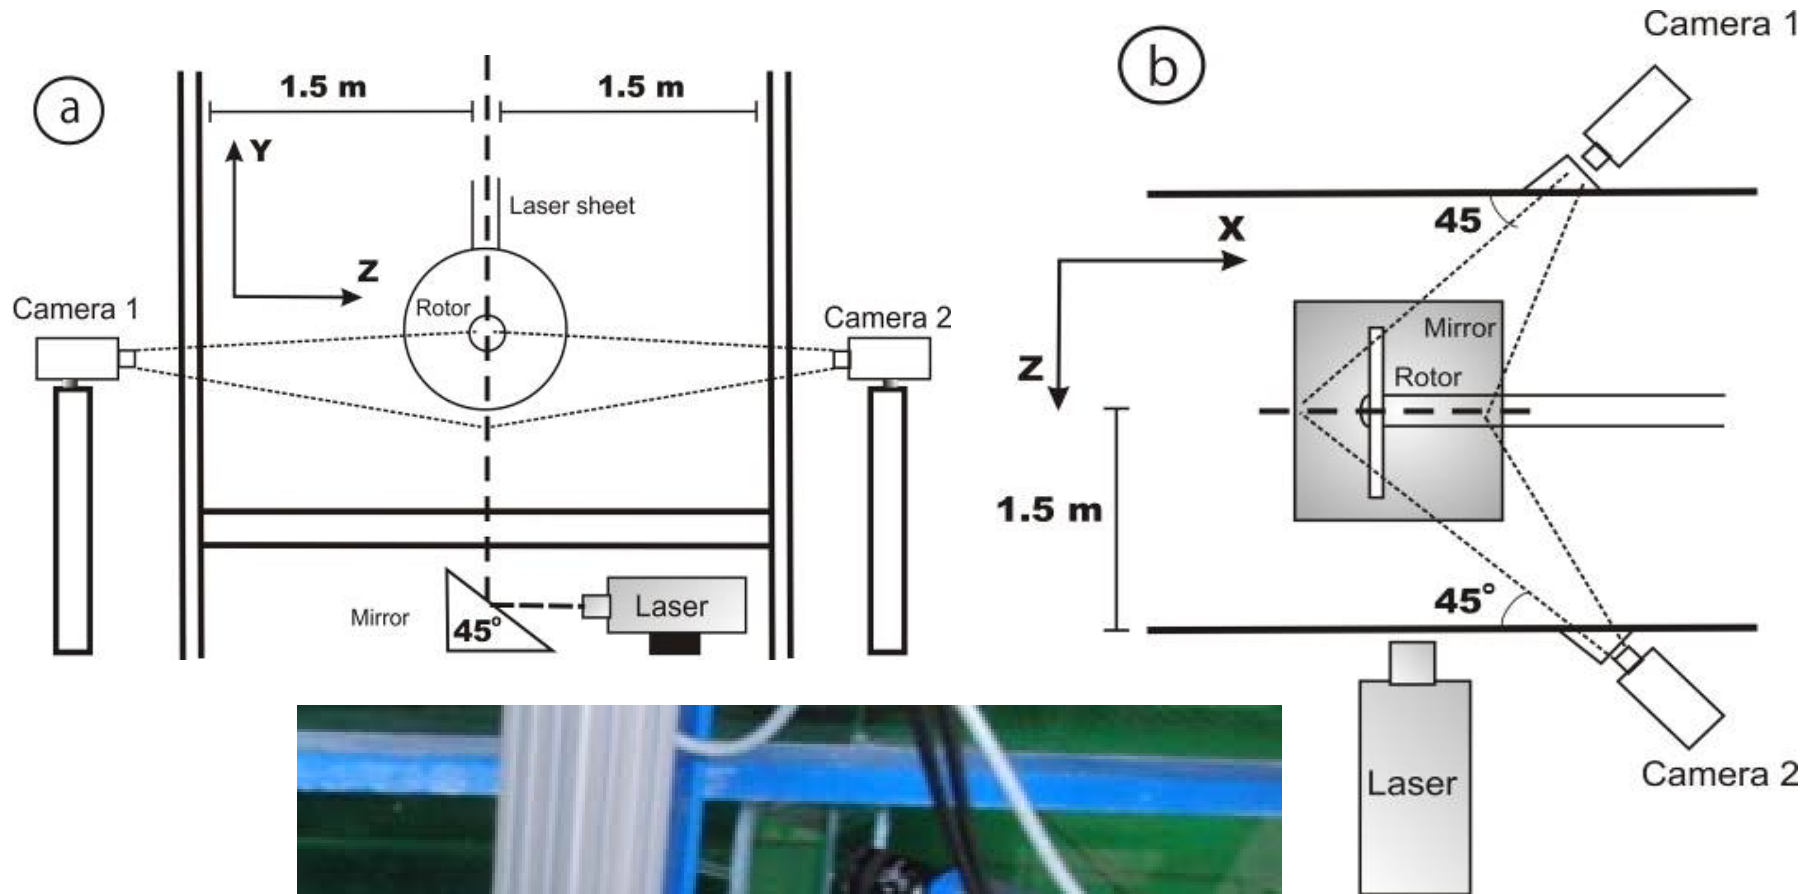 a
1.5 m
1.5 m
Y
Laser sheet
Z
Rotor
Camera 1
Camera 2
Mirror
45°
Laser
b
Camera 1
45
X
Z
Mirror
Rotor
1.5 m
45°
Laser
Camera 2